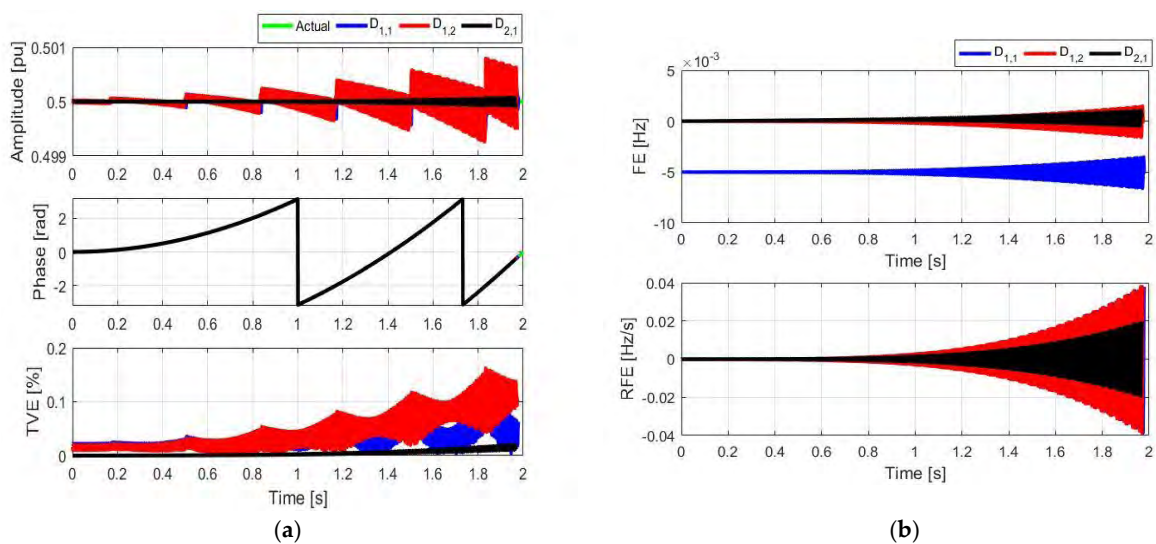 Actual D1,1 D1,2 D2,1
0.501
0.5
0.499
Amplitude [pu]
0 0.2 0.4 0.6 0.8 1 1.2 1.4 1.6 1.8 2
2
0
-2
Phase [rad]
0 0.2 0.4 0.6 0.8 1 1.2 1.4 1.6 1.8 2
0.2
0.1
0
TVE [%]
0 0.2 0.4 0.6 0.8 1 1.2 1.4 1.6 1.8 2
Time [s]
(a)
D1,1 D1,2 D2,1
×10-3
5
0
-5
-10
FE [Hz]
0 0.2 0.4 0.6 0.8 1 1.2 1.4 1.6 1.8 2
Time [s]
0.04
0.02
0
-0.02
-0.04
RFE [Hz/s]
0 0.2 0.4 0.6 0.8 1 1.2 1.4 1.6 1.8 2
Time [s]
(b)